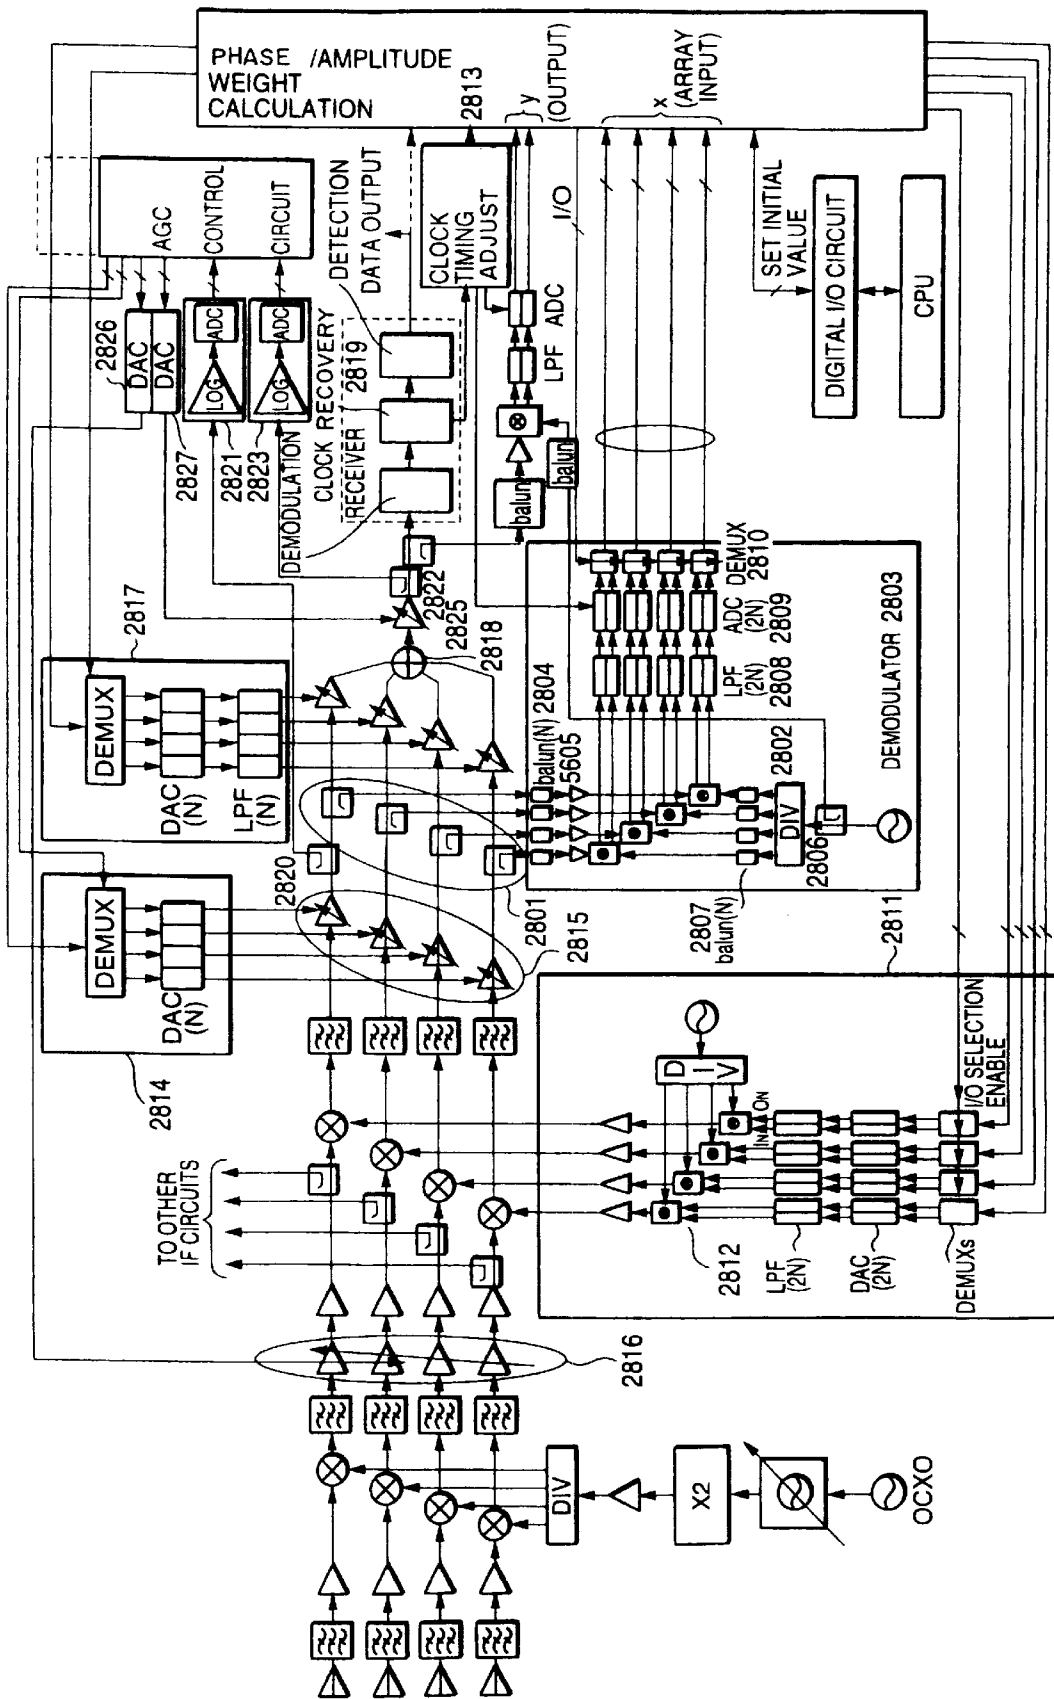 PHASE /AMPLITUDE
WEIGHT
CALCULATION
y
(OUTPUT)
x
(ARRAY
INPUT)
2813
AGC
CONTROL
CIRCUIT
2826
DAC
DAC
2827
LOG
ADC
2821
LOG
ADC
2823
DEMODULATION
CLOCK RECOVERY
RECEIVER
2819
DETECTION
DATA OUTPUT
CLOCK
TIMING
ADJUST
I/O
LPF
ADC
balun
balun
SET INITIAL
VALUE
DIGITAL I/O CIRCUIT
CPU
2817
DEMUX
DAC
(N)
LPF
(N)
2822
2825
2818
balun(N)
2804
5605
DEMUX
2810
ADC
(2N)
2809
LPF
(2N)
2808
DEMODULATOR 2803
2802
DIV
2806
2807
balun(N)
2820
2801
2815
DEMUX
DAC
(N)
2814
2811
D
I
V
IN
ON
I/O SELECTION
ENABLE
2812
LPF
(2N)
DAC
(2N)
DEMUXs
TO OTHER
IF CIRCUITS
2816
DIV
X2
OCXO